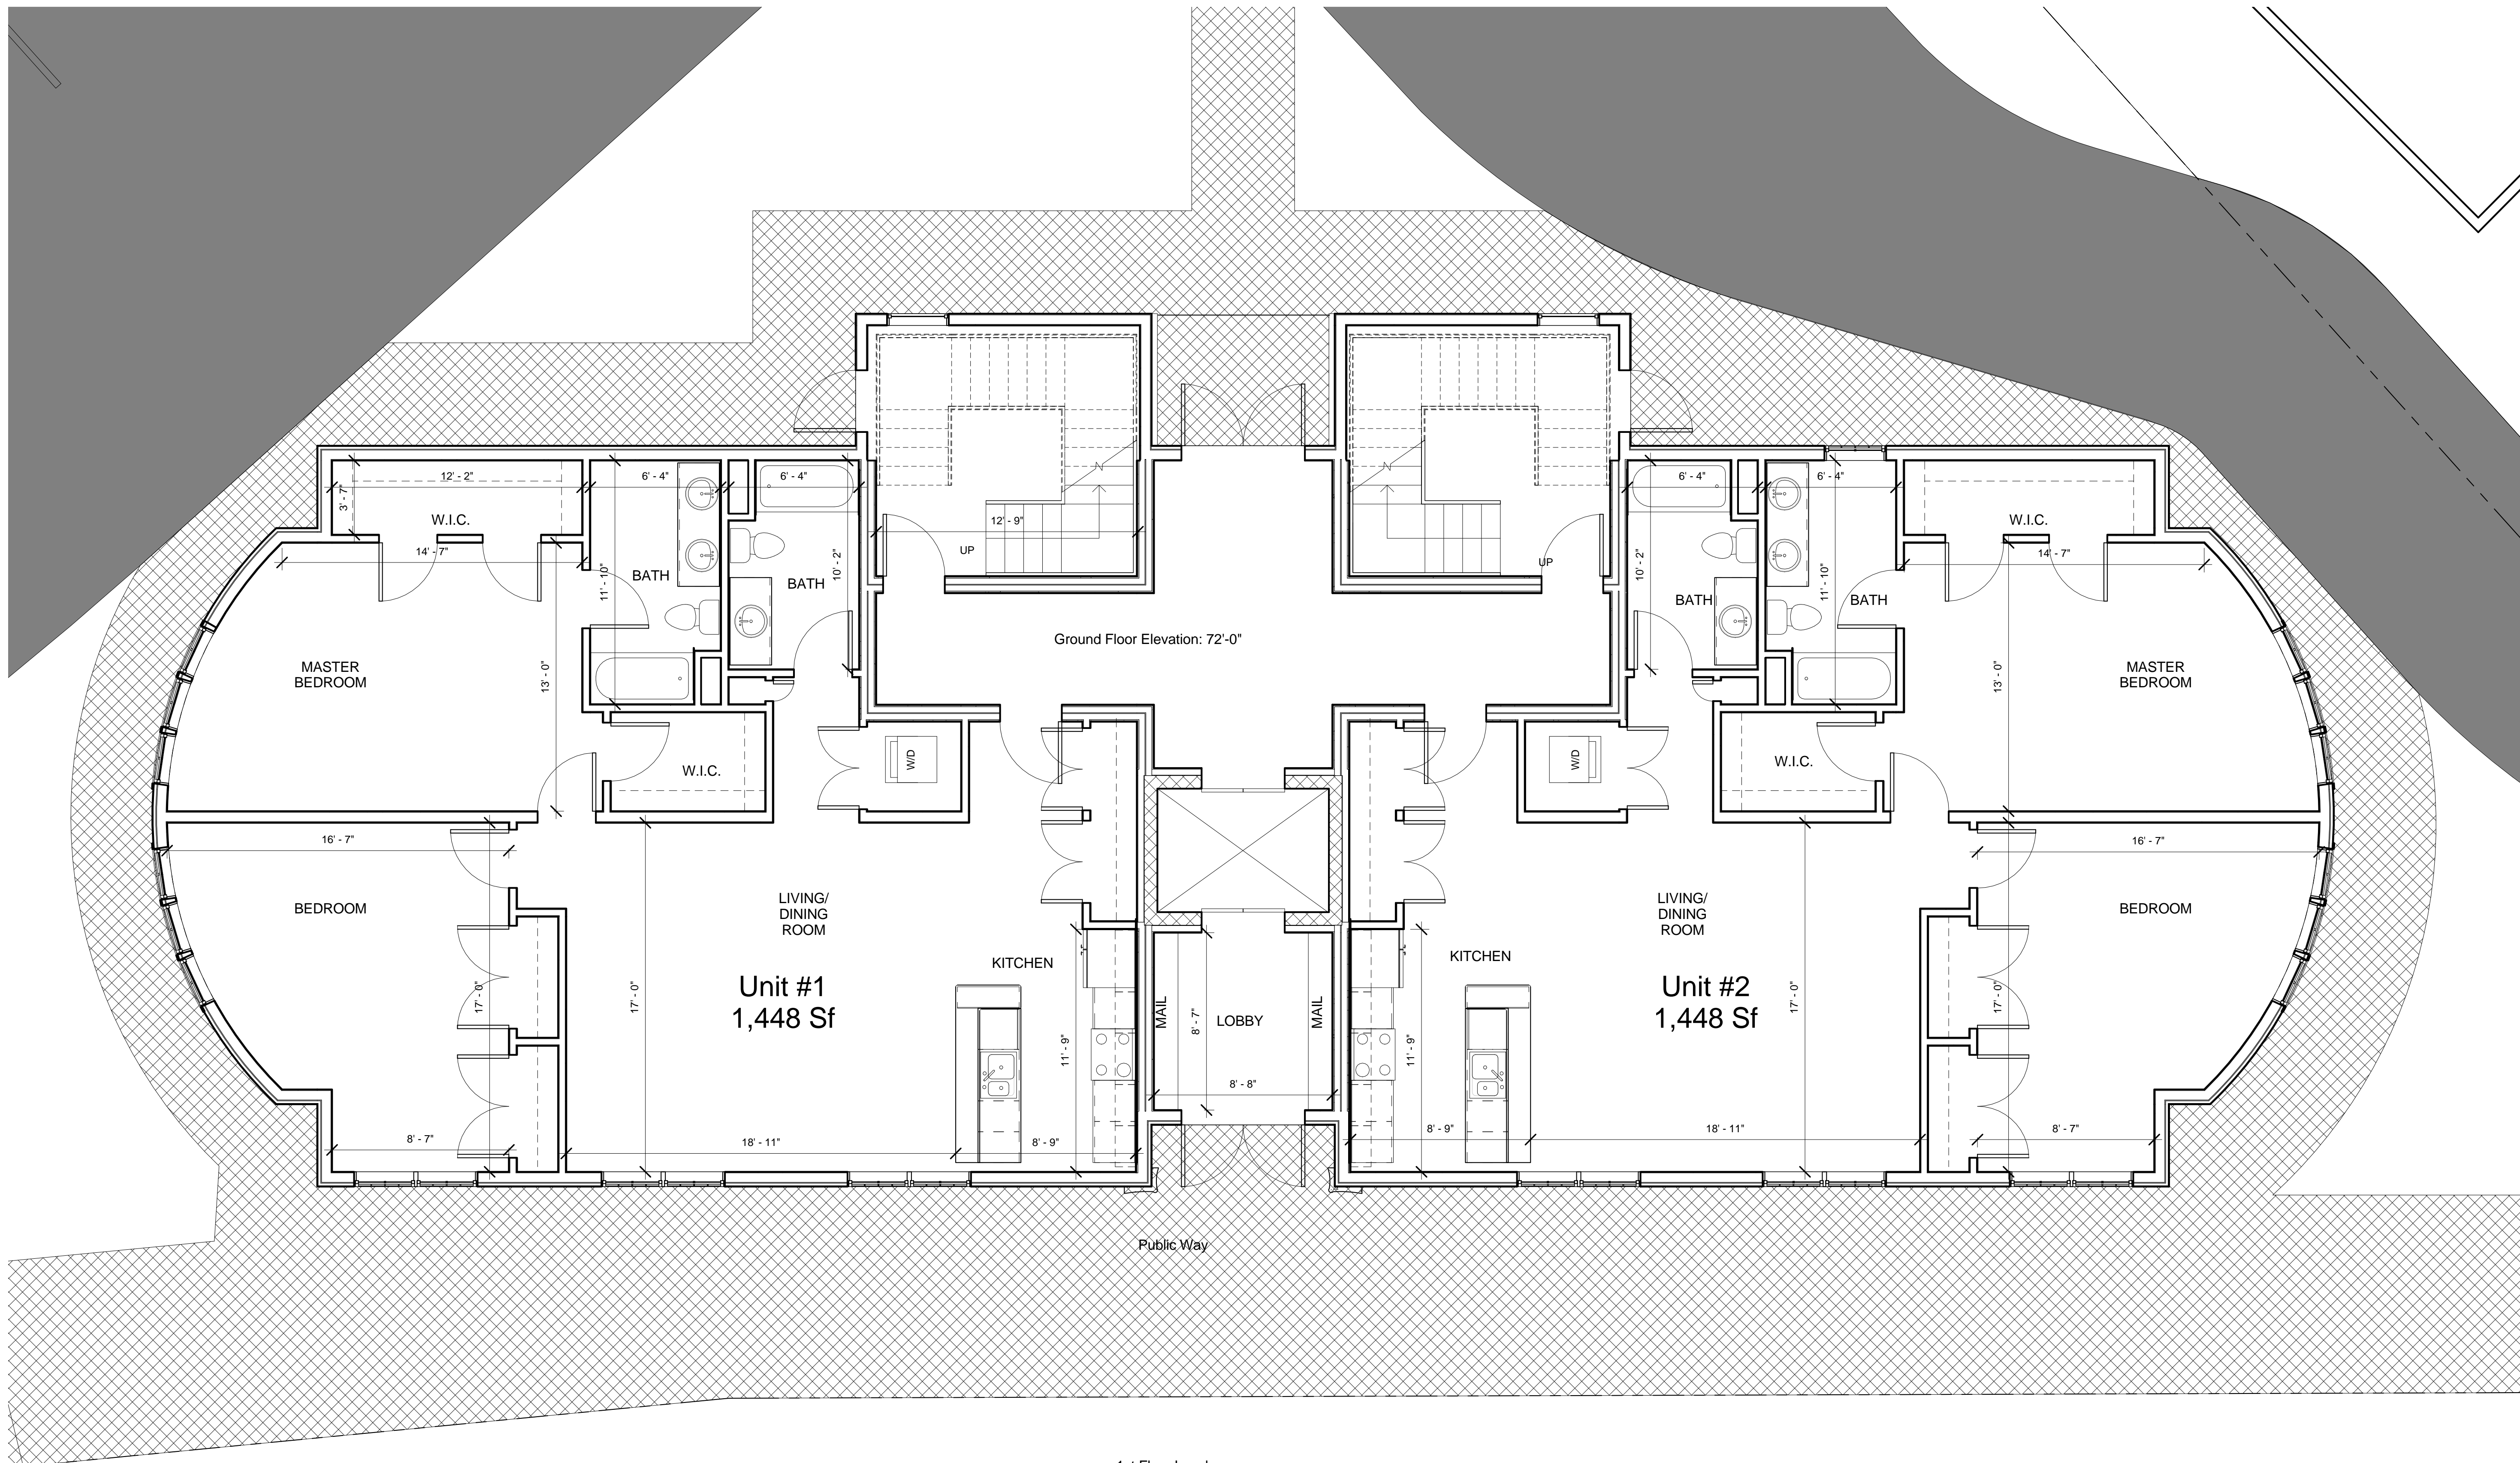 12' - 2"
6' - 4"
6' - 4"
6' - 4"
6' - 4"
3' - 7"
W.I.C.
W.I.C.
12' - 9"
14' - 7"
14' - 7"
UP
UP
10' - 2"
10' - 2"
11' - 10"
11' - 10"
BATH
BATH
BATH
BATH
Ground Floor Elevation: 72'-0"
MASTER
BEDROOM
13' - 0"
13' - 0"
MASTER
BEDROOM
W/D
W/D
W.I.C.
W.I.C.
16' - 7"
16' - 7"
BEDROOM
LIVING/
DINING
ROOM
LIVING/
DINING
ROOM
BEDROOM
KITCHEN
KITCHEN
Unit #1
1,448 Sf
Unit #2
1,448 Sf
17' - 0"
17' - 0"
17' - 0"
17' - 0"
MAIL
8' - 7"
LOBBY
MAIL
11' - 9"
11' - 9"
8' - 8"
8' - 7"
18' - 11"
8' - 9"
8' - 9"
18' - 11"
8' - 7"
Public Way